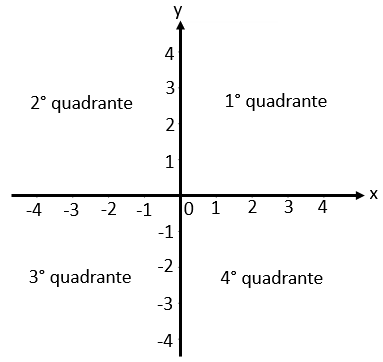 y
4
3
2° quadrante 1° quadrante
2
1
x
-4 -3 -2 -1 0 1 2 3 4
-1
-2
3° quadrante 4° quadrante
-3
-4